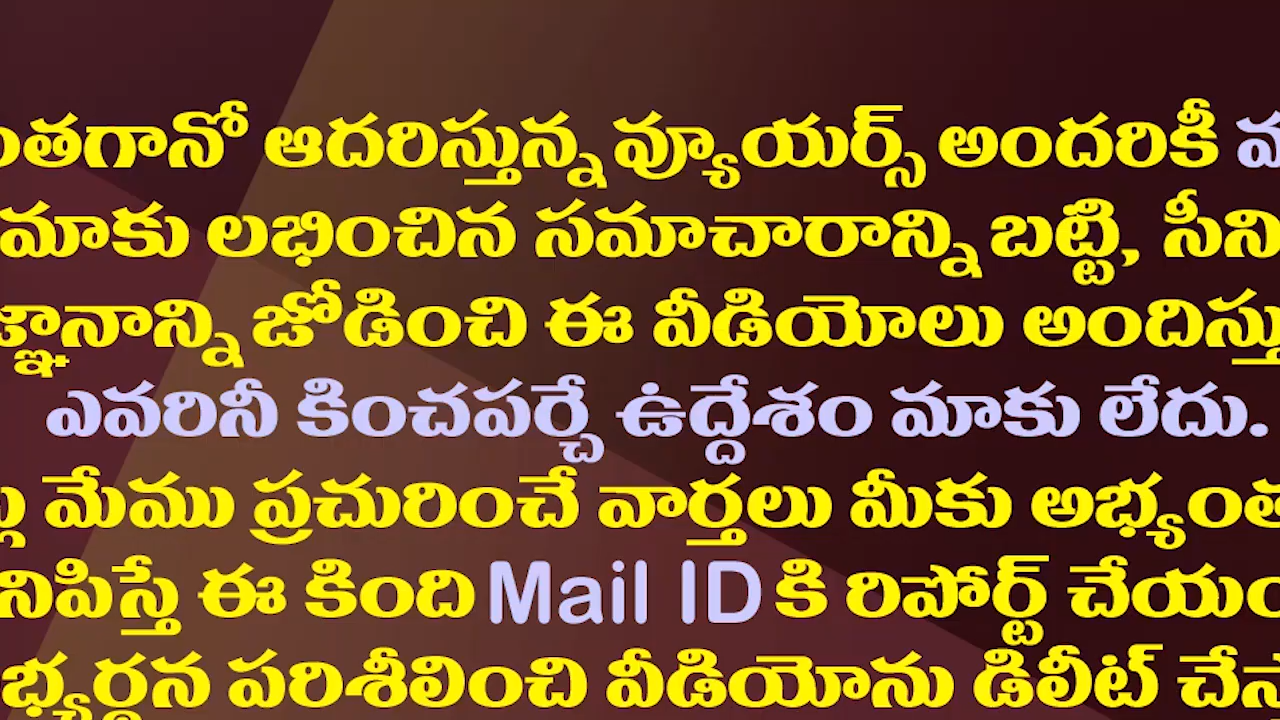 ఆదరిస్తున్న వ్యూయర్స్ అందరికీ
మాకు లభించిన సమాచారాన్ని బట్టి,
జోడించి ఈ వీడియోలు
ఎవరినీ కించపర్చే ఉద్దేశం మాకు లేదు.
మేము ప్రచురించే వార్తలు మీకు
ఈ కింది Mail ID కి రిపోర్ట్
పరిశీలించి వీడియోను డిలీట్